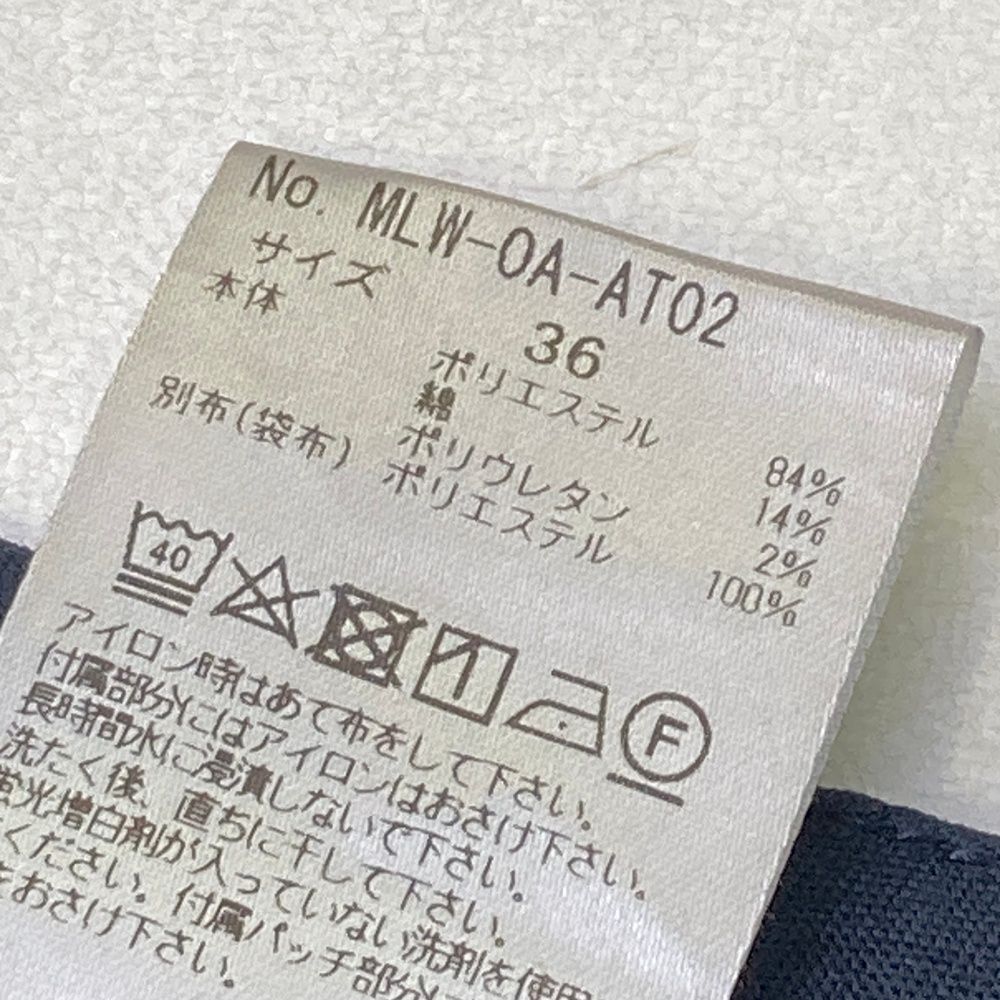 No. MLW-OA-AT02
サイズ 36
本体 ポリエステル 84%
綿 14%
ポリウレタン 2%
別布(袋布) ポリエステル 100%
40
F
アイロン時はあて布をして下さい。
付属部分にはアイロンはおさけ下さい。
長時間水に浸漬しないで下さい。
洗たく後、直ちに干して下さい。
蛍光増白剤が入っていない洗剤を使用
ください。付属パッチ部分に
をおさけ下さい。